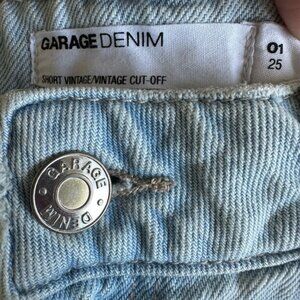 GARAGE DENIM
SHORT VINTAGE/VINTAGE CUT-OFF
01
25
GARAGE
DENIM